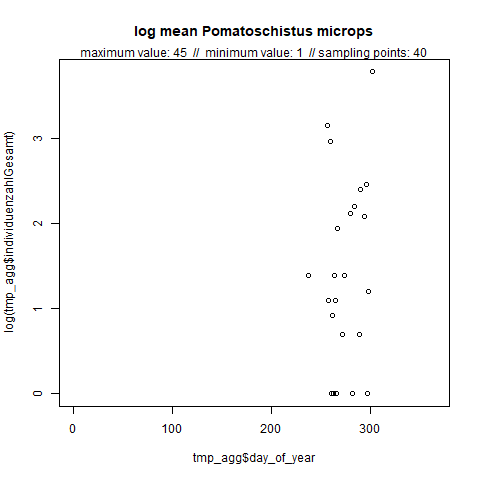 log mean Pomatoschistus microps
maximum value: 45 // minimum value: 1 // sampling points: 40
log(tmp_agg$individuenzahlGesamt)
3
2
1
0
0 100 200 300
tmp_agg$day_of_year